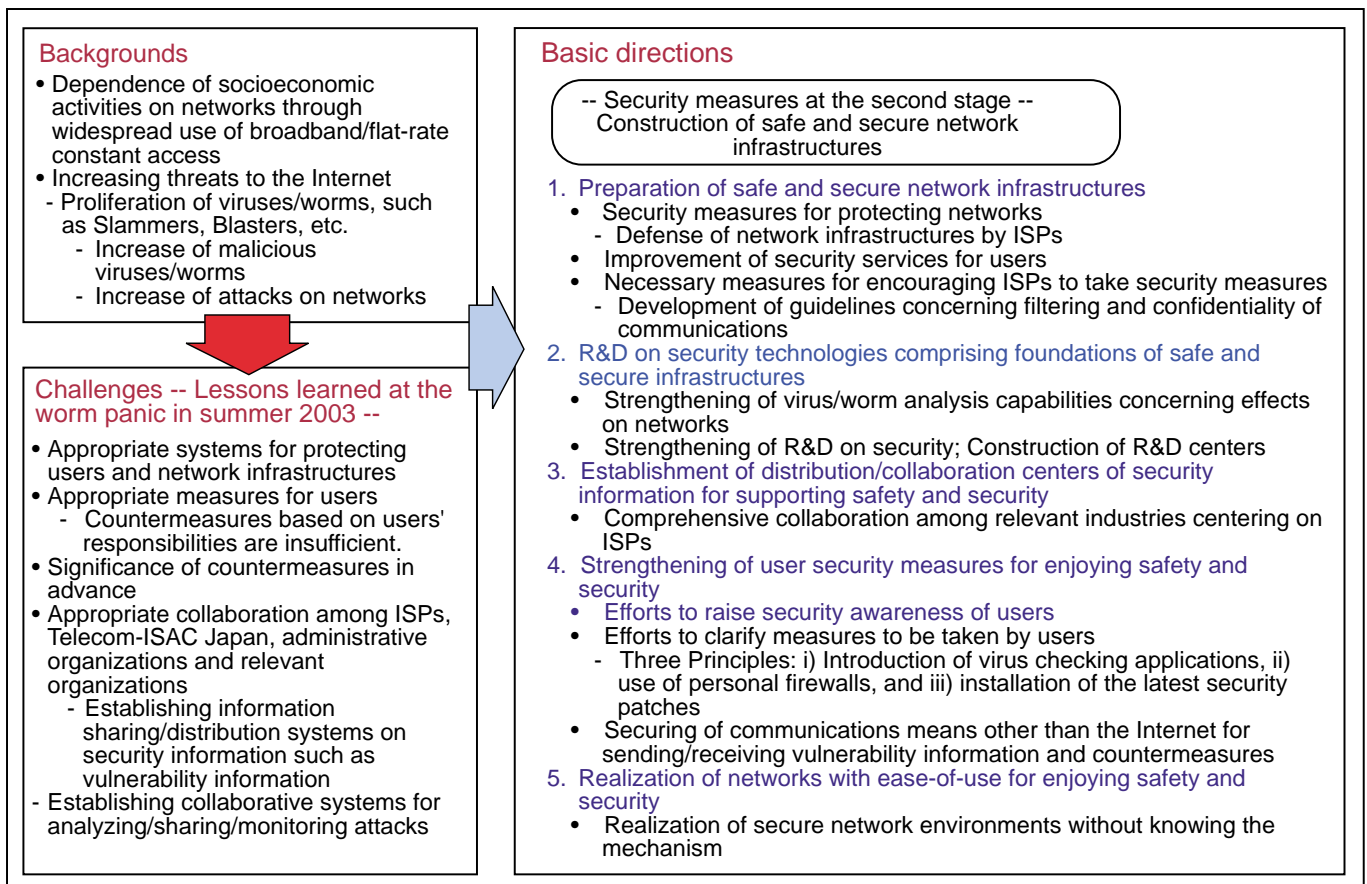 Backgrounds
• Dependence of socioeconomic
activities on networks through
widespread use of broadband/flat-rate
constant access
• Increasing threats to the Internet
- Proliferation of viruses/worms, such
as Slammers, Blasters, etc.
- Increase of malicious
viruses/worms
- Increase of attacks on networks
Challenges -- Lessons learned at the
worm panic in summer 2003 --
• Appropriate systems for protecting
users and network infrastructures
• Appropriate measures for users
- Countermeasures based on users'
responsibilities are insufficient.
• Significance of countermeasures in
advance
• Appropriate collaboration among ISPs,
Telecom-ISAC Japan, administrative
organizations and relevant
organizations
- Establishing information
sharing/distribution systems on
security information such as
vulnerability information
- Establishing collaborative systems for
analyzing/sharing/monitoring attacks
Basic directions
-- Security measures at the second stage --
Construction of safe and secure network
infrastructures
1. Preparation of safe and secure network infrastructures
• Security measures for protecting networks
- Defense of network infrastructures by ISPs
• Improvement of security services for users
• Necessary measures for encouraging ISPs to take security measures
- Development of guidelines concerning filtering and confidentiality of
communications
2. R&D on security technologies comprising foundations of safe and
secure infrastructures
• Strengthening of virus/worm analysis capabilities concerning effects
on networks
• Strengthening of R&D on security; Construction of R&D centers
3. Establishment of distribution/collaboration centers of security
information for supporting safety and security
• Comprehensive collaboration among relevant industries centering on
ISPs
4. Strengthening of user security measures for enjoying safety and
security
• Efforts to raise security awareness of users
• Efforts to clarify measures to be taken by users
- Three Principles: i) Introduction of virus checking applications, ii)
use of personal firewalls, and iii) installation of the latest security
patches
• Securing of communications means other than the Internet for
sending/receiving vulnerability information and countermeasures
5. Realization of networks with ease-of-use for enjoying safety and
security
• Realization of secure network environments without knowing the
mechanism